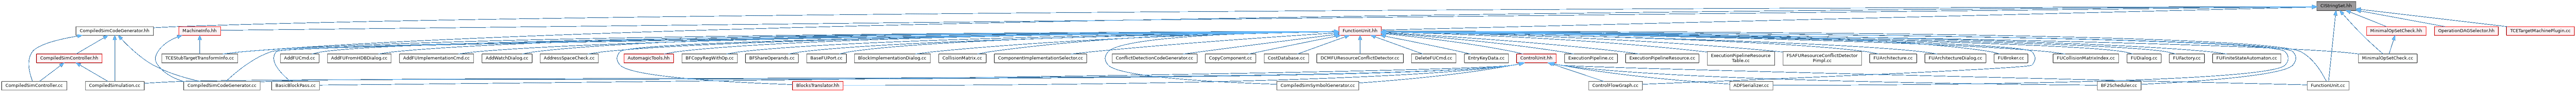 CIStringSet.hh
CompiledSimCodeGenerator.hh
MachineInfo.hh
FunctionUnit.hh
MinimalOpSetCheck.hh
OperationDAGSelector.hh
TCETargetMachinePlugin.cc
CompiledSimController.hh
TCEStubTargetTransformInfo.cc
AddFUCmd.cc
AddFUFromHDBDialog.cc
AddFUImplementationCmd.cc
AddWatchDialog.cc
AddressSpaceCheck.cc
AutomagicTools.hh
BFCopyRegWithOp.cc
BFShareOperands.cc
BaseFUPort.cc
BlockImplementationDialog.cc
CollisonMatrix.cc
ComponentImplementationSelector.cc
ConflictDetectionCodeGenerator.cc
CopyComponent.cc
CostDatabase.cc
DCMFUResourceConflictDetector.cc
DeleteFUCmd.cc
EntryKeyData.cc
ControlUnit.hh
ExecutionPipeline.cc
ExecutionPipelineResource.cc
ExecutionPipelineResource
Table.cc
FSAFUResourceConflictDetector
Pimpl.cc
FUArchitecture.cc
FUArchitectureDialog.cc
FUBroker.cc
FUCollisionMatrixIndex.cc
FUDialog.cc
FUFactory.cc
FUFiniteStateAutomaton.cc
MinimalOpSetCheck.cc
CompiledSimController.cc
CompiledSimulation.cc
CompiledSimCodeGenerator.cc
BasicBlockPass.cc
BlocksTranslator.hh
CompiledSimSymbolGenerator.cc
ControlFlowGraph.cc
ADFSerializer.cc
BF2Scheduler.cc
FunctionUnit.cc